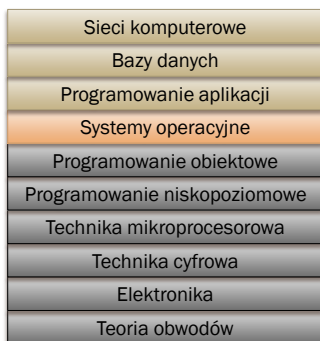 Sieci komputerowe
Bazy danych
Programowanie aplikacji
Systemy operacyjne
Programowanie obiektowe
Programowanie niskopoziomowe
Technika mikroprocesorowa
Technika cyfrowa
Elektronika
Teoria obwodów